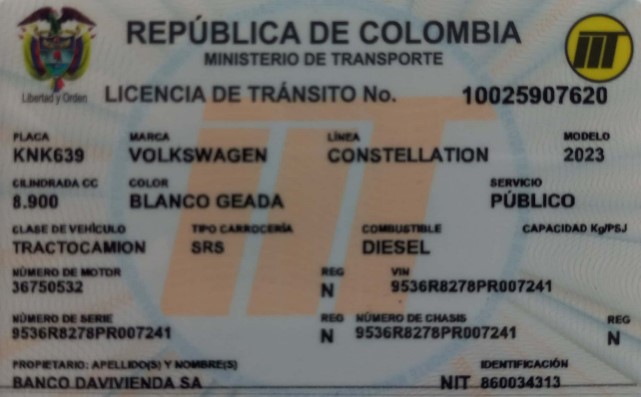 REPÚBLICA DE COLOMBIA
MINISTERIO DE TRANSPORTE
Libertad y Orden
LICENCIA DE TRÁNSITO No. 10025907620
PLACA MARCA LÍNEA MODELO
KNK639 VOLKSWAGEN CONSTELLATION 2023
CILINDRADA CC COLOR SERVICIO
8.900 BLANCO GEADA PÚBLICO
CLASE DE VEHÍCULO TIPO CARROCERÍA COMBUSTIBLE CAPACIDAD Kg/PSJ
TRACTOCAMION SRS DIESEL
NÚMERO DE MOTOR REG VIN
36750532 N 9536R8278PR007241
NÚMERO DE SERIE REG NÚMERO DE CHASIS REG
9536R8278PR007241 N 9536R8278PR007241 N
PROPIETARIO: APELLIDO(S) Y NOMBRE(S) IDENTIFICACIÓN
BANCO DAVIVIENDA SA NIT 860034313